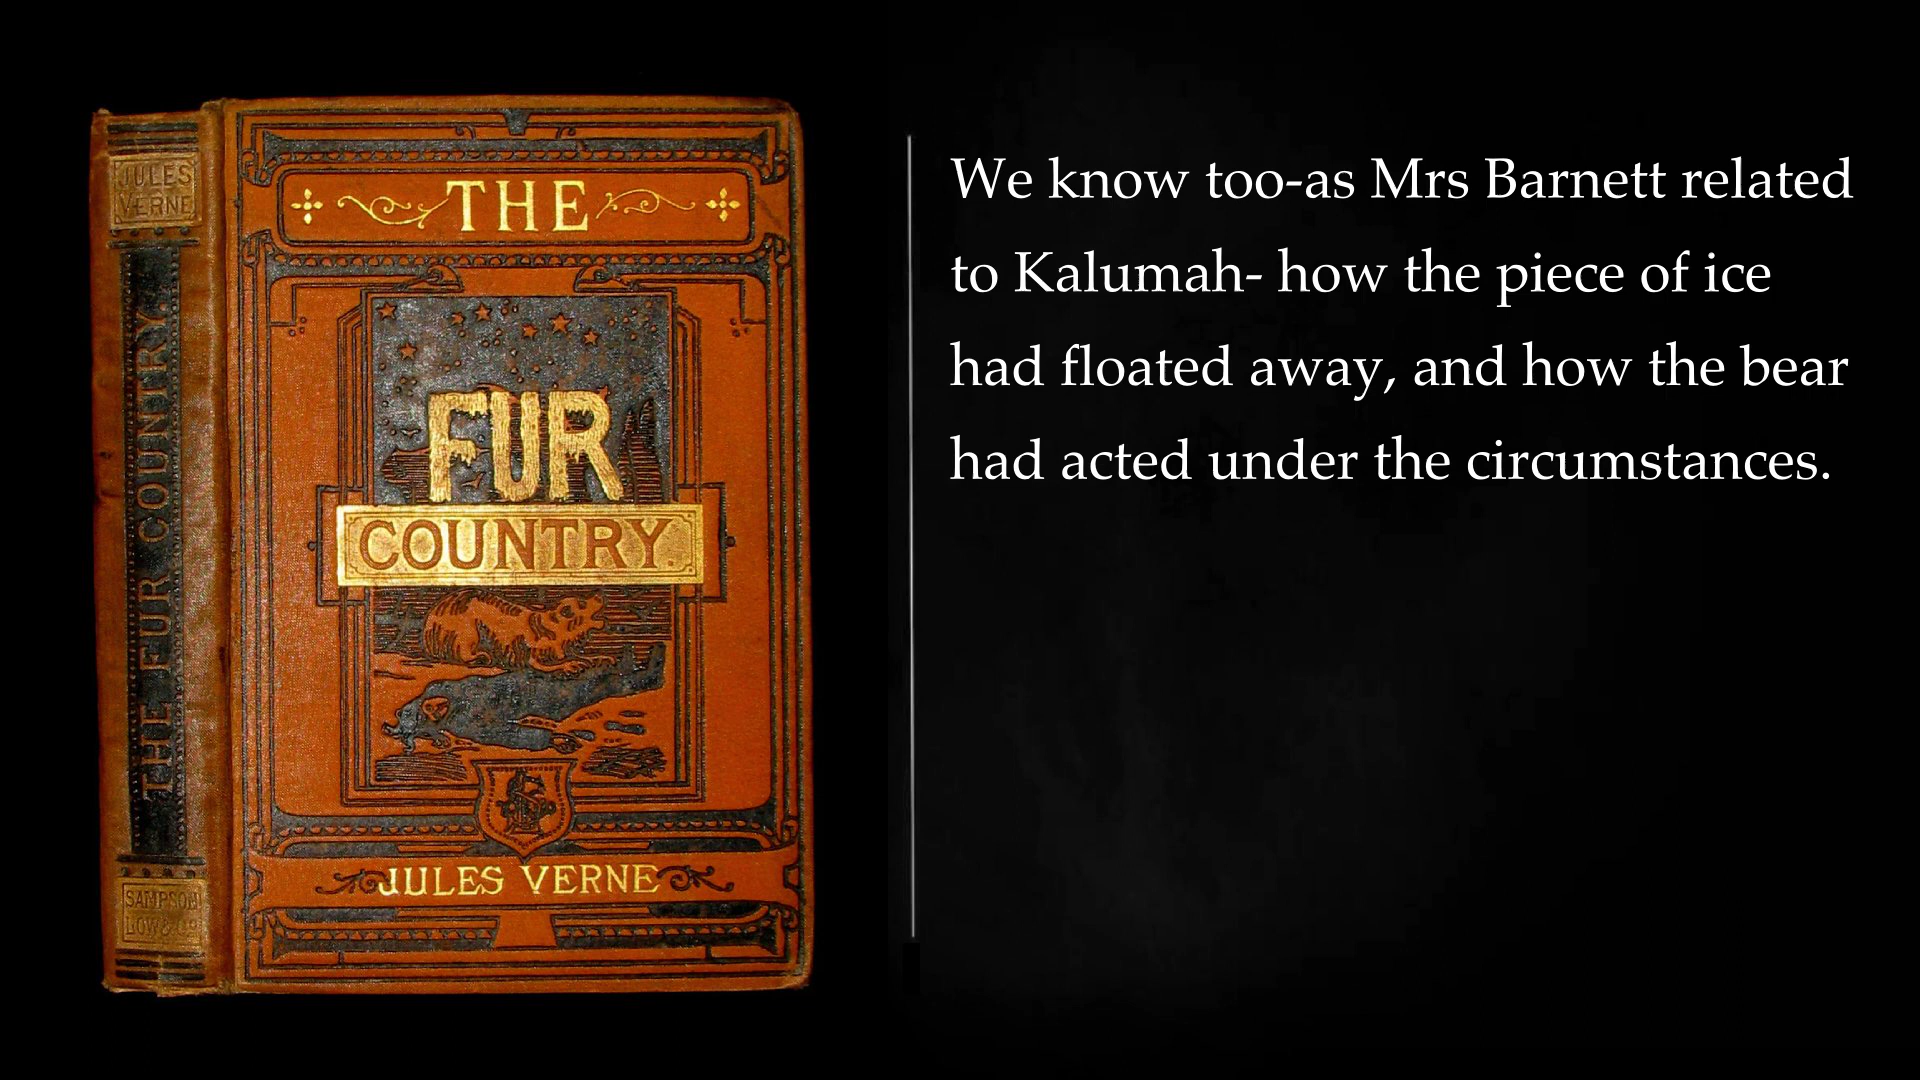 JULES
VERNE
THE FUR COUNTRY.
SAMPSON
LOW & Co
THE
FUR
COUNTRY.
JULES VERNE
We know too-as Mrs Barnett related
to Kalumah- how the piece of ice
had floated away, and how the bear
had acted under the circumstances.